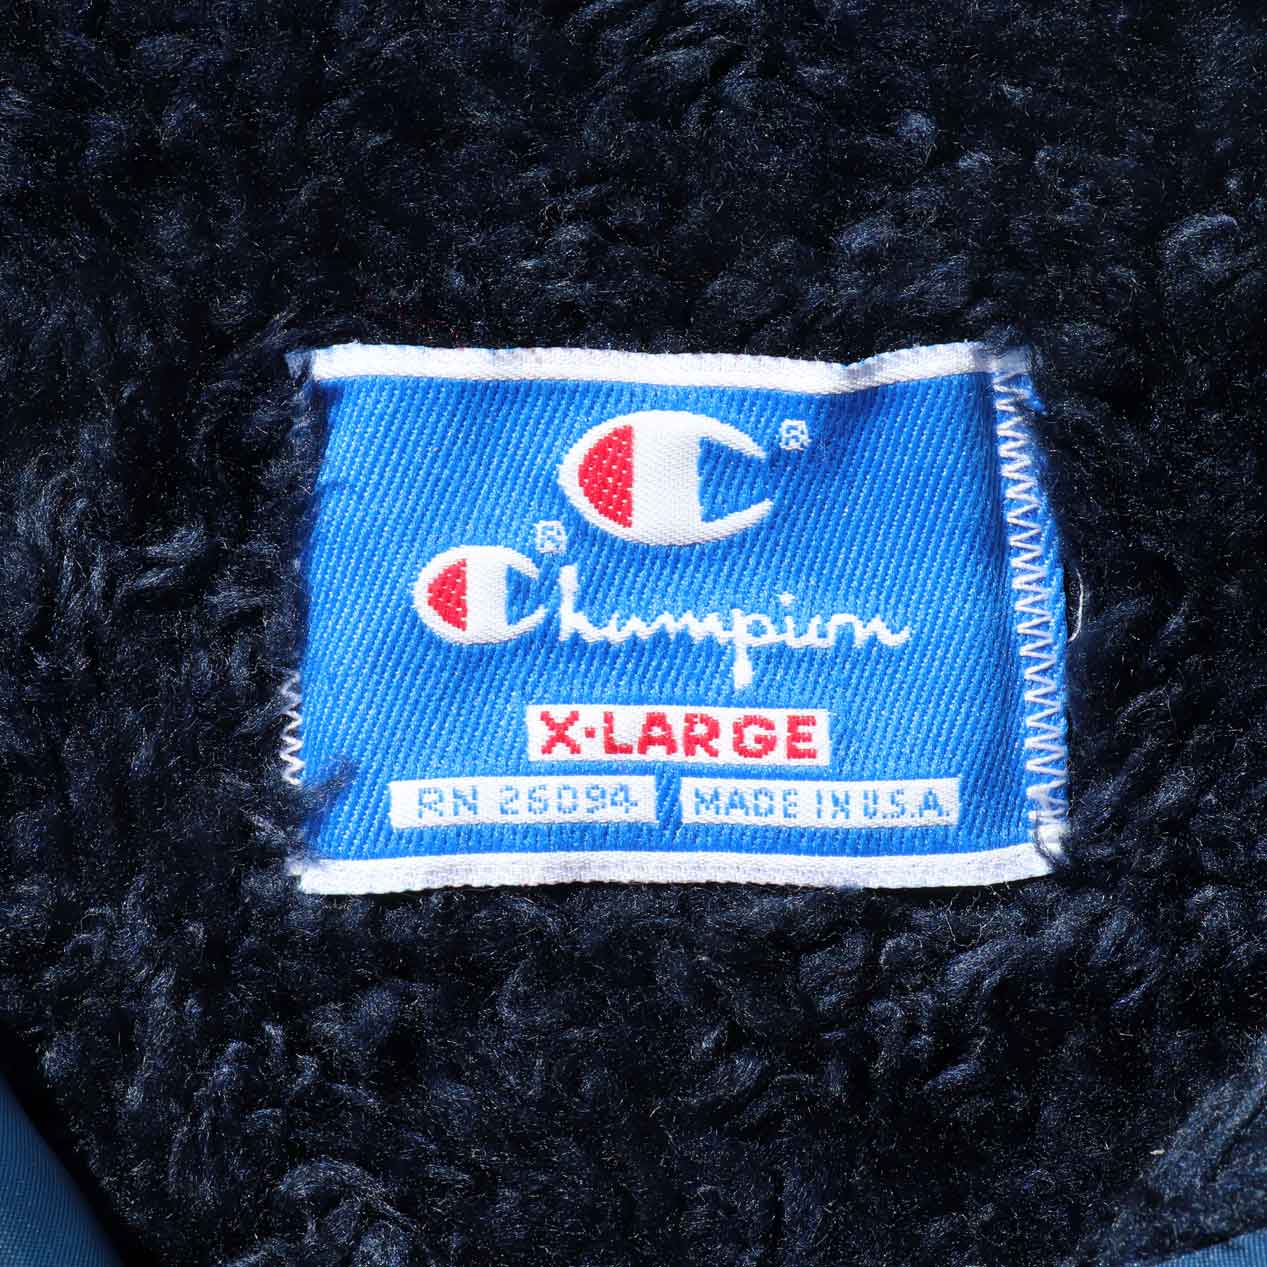 C®
Champion®
X-LARGE
RN 26094 MADE IN U.S.A.